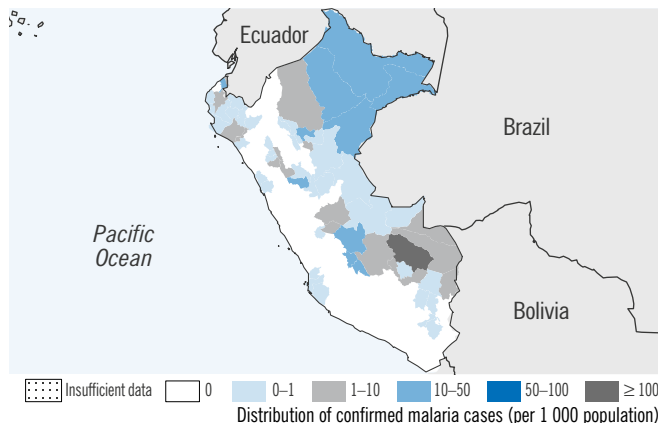 Ecuador
Brazil
Pacific
Ocean
Bolivia
Insufficient data 0 0–1 1–10 10–50 50–100 ≥ 100
Distribution of confirmed malaria cases (per 1 000 population)